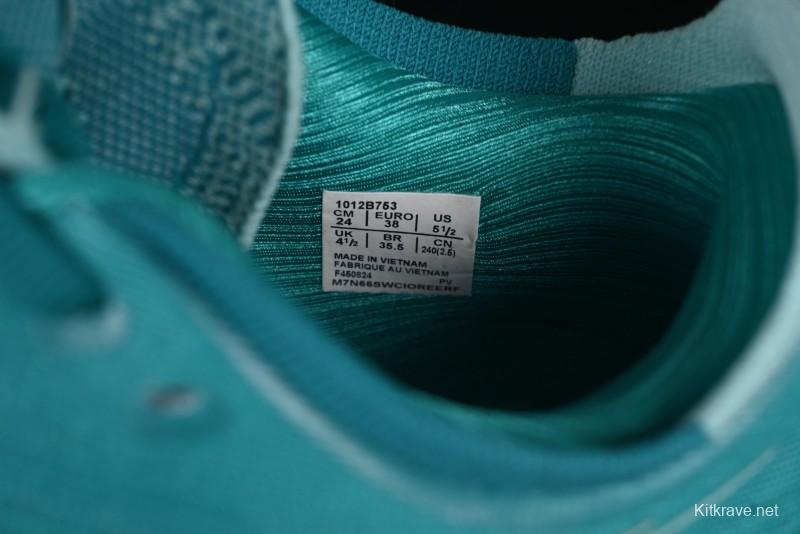 1012B753
CM | EURO | US
24 | 38 | 5 1/2
UK | BR | CN
4 1/2 | 35.5 | 240(2.5)
MADE IN VIETNAM
FABRIQUE AU VIETNAM
F450824 PV
M7N66SWCIOREERF
Kitkrave.net